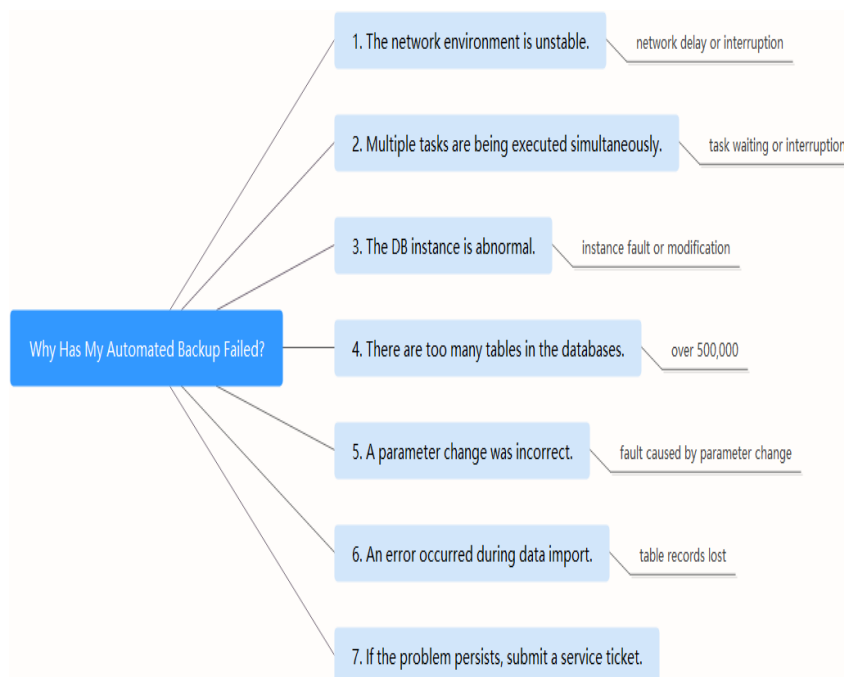 1. The network environment is unstable.
network delay or interruption
2. Multiple tasks are being executed simultaneously.
task waiting or interruption
3. The DB instance is abnormal.
instance fault or modification
Why Has My Automated Backup Failed?
4. There are too many tables in the databases.
over 500,000
5. A parameter change was incorrect.
fault caused by parameter change
6. An error occurred during data import.
table records lost
7. If the problem persists, submit a service ticket.